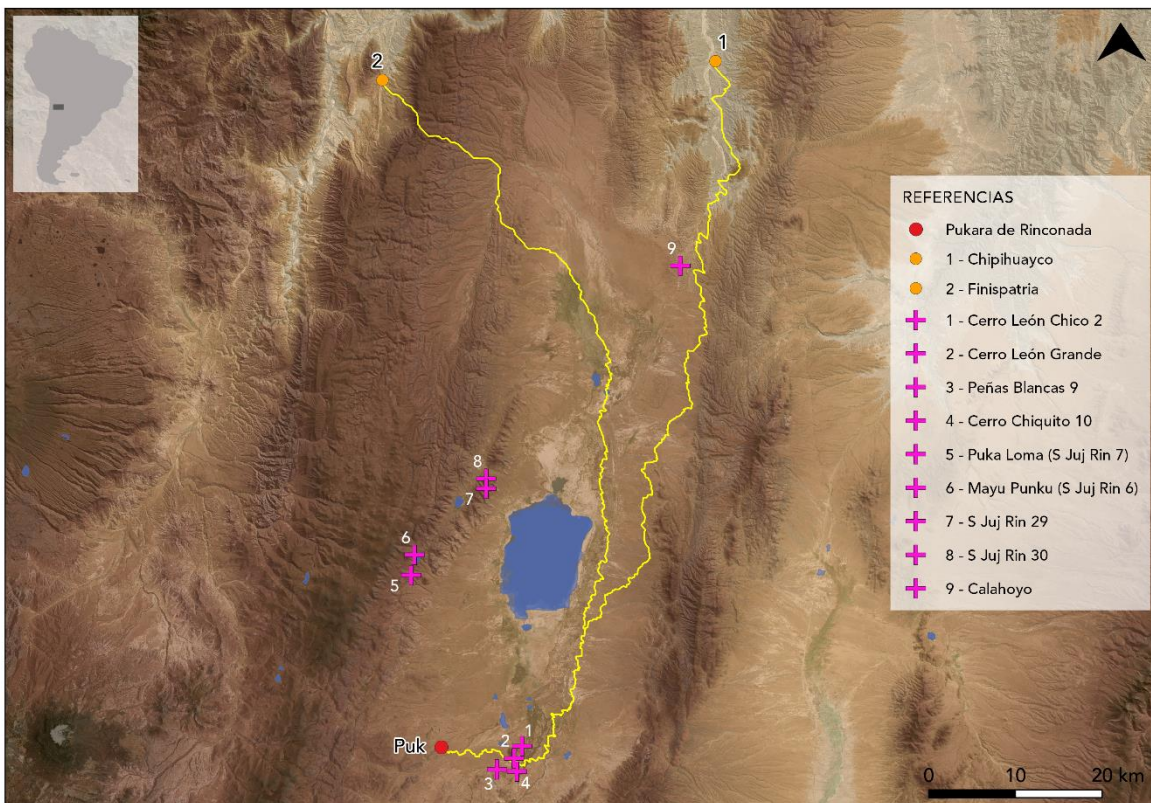 2
1
9
8
7
6
5
Puk
1
2
3
4
REFERENCIAS
Pukara de Rinconada
1 - Chipihuayco
2 - Finispatria
1 - Cerro León Chico 2
2 - Cerro León Grande
3 - Peñas Blancas 9
4 - Cerro Chiquito 10
5 - Puka Loma (S Juj Rin 7)
6 - Mayu Punku (S Juj Rin 6)
7 - S Juj Rin 29
8 - S Juj Rin 30
9 - Calahoyo
0 10 20 km